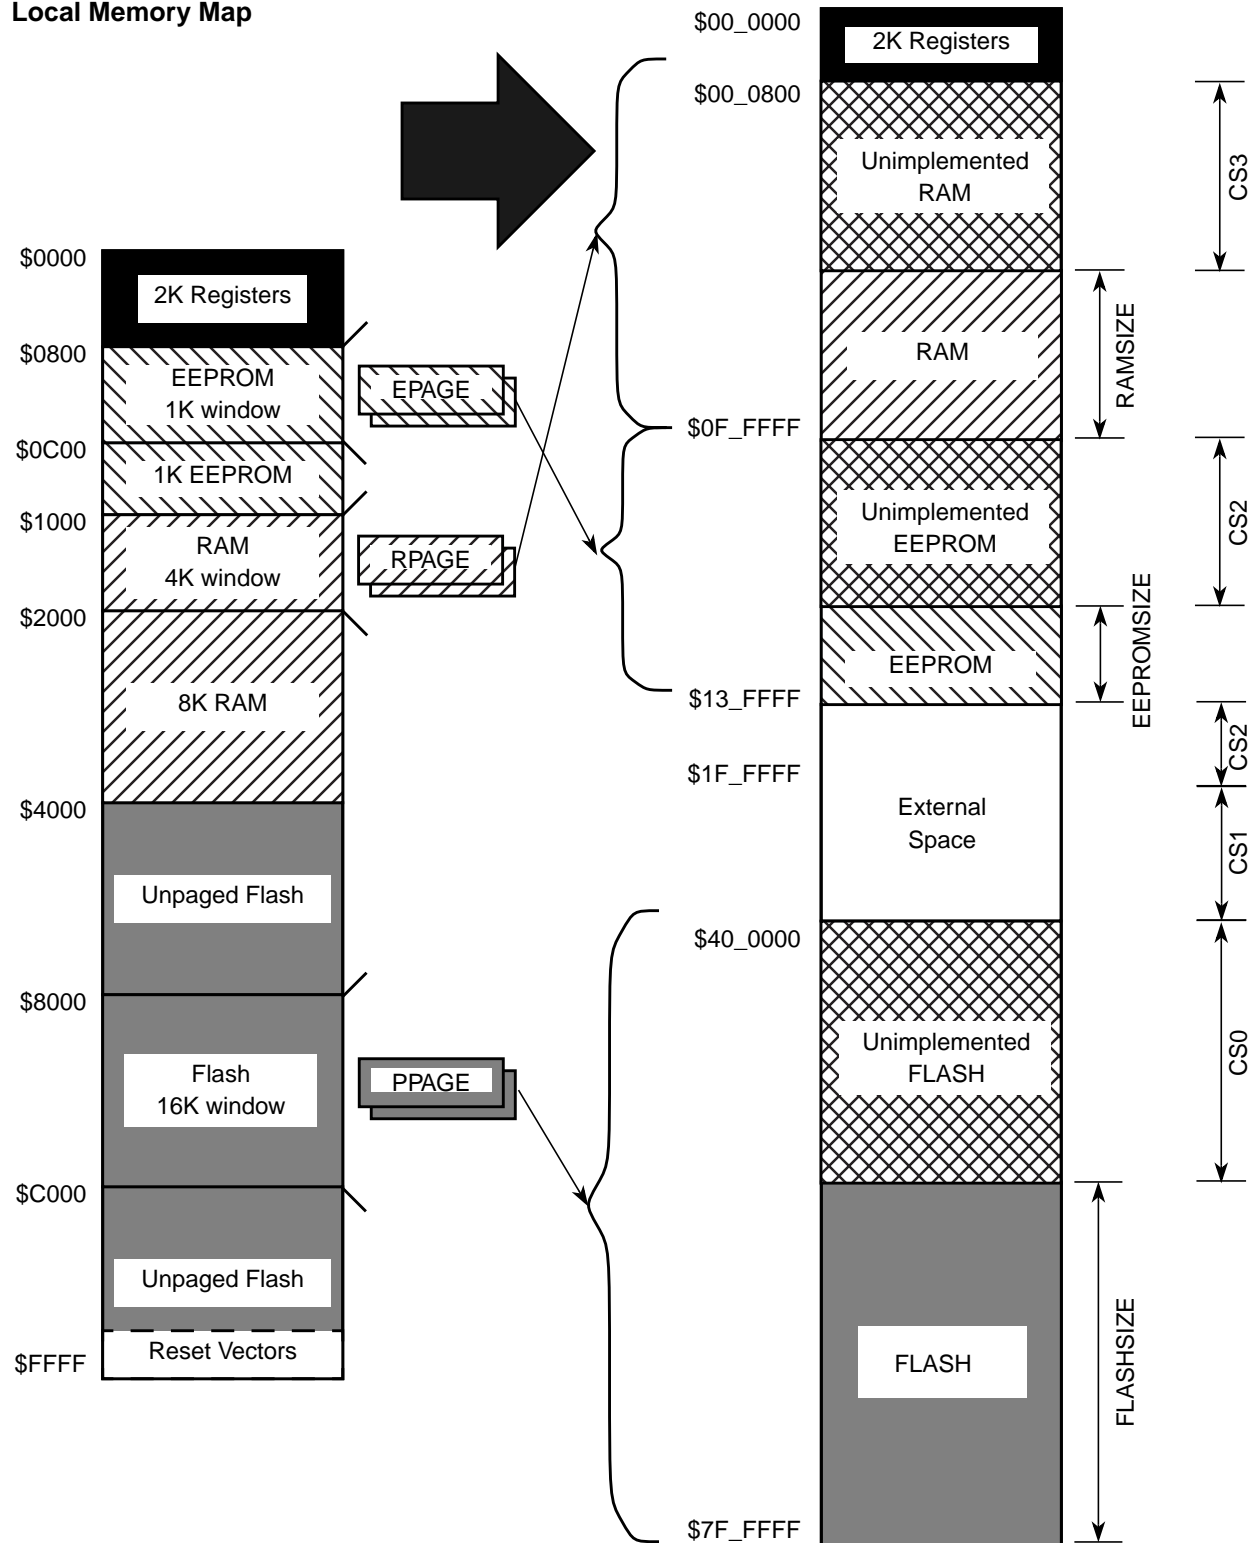 Local Memory Map
$0000
2K Registers
$0800
EEPROM
1K window
$0C00
1K EEPROM
$1000
RAM
4K window
$2000
8K RAM
$4000
Unpaged Flash
$8000
Flash
16K window
$C000
Unpaged Flash
Reset Vectors
$FFFF
EPAGE
RPAGE
PPAGE
$00_0000
2K Registers
$00_0800
Unimplemented
RAM
CS3
RAM
RAMSIZE
$0F_FFFF
Unimplemented
EEPROM
CS2
EEPROM
EEPROMSIZE
$13_FFFF
CS2
$1F_FFFF
External
Space
CS1
$40_0000
Unimplemented
FLASH
CS0
FLASH
FLASHSIZE
$7F_FFFF